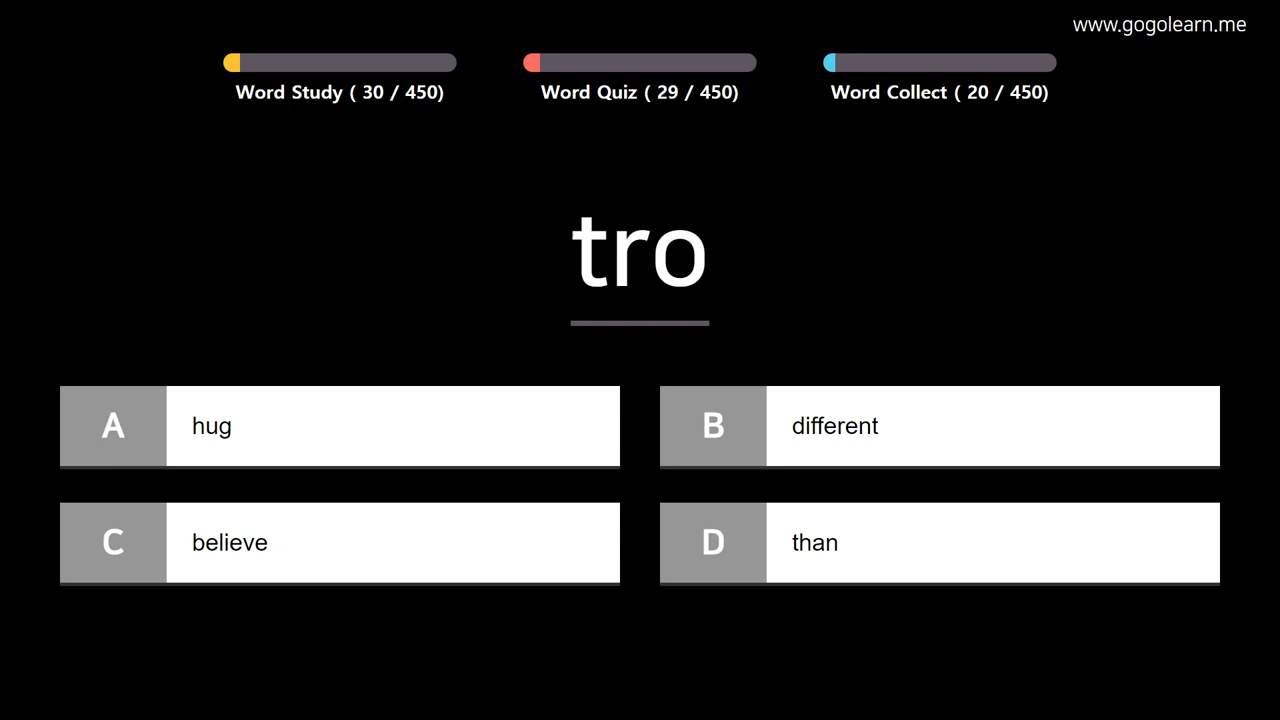 www.gogolearn.me
Word Study ( 30 / 450)
Word Quiz ( 29 / 450)
Word Collect ( 20 / 450)
tro
A hug
B different
C believe
D than